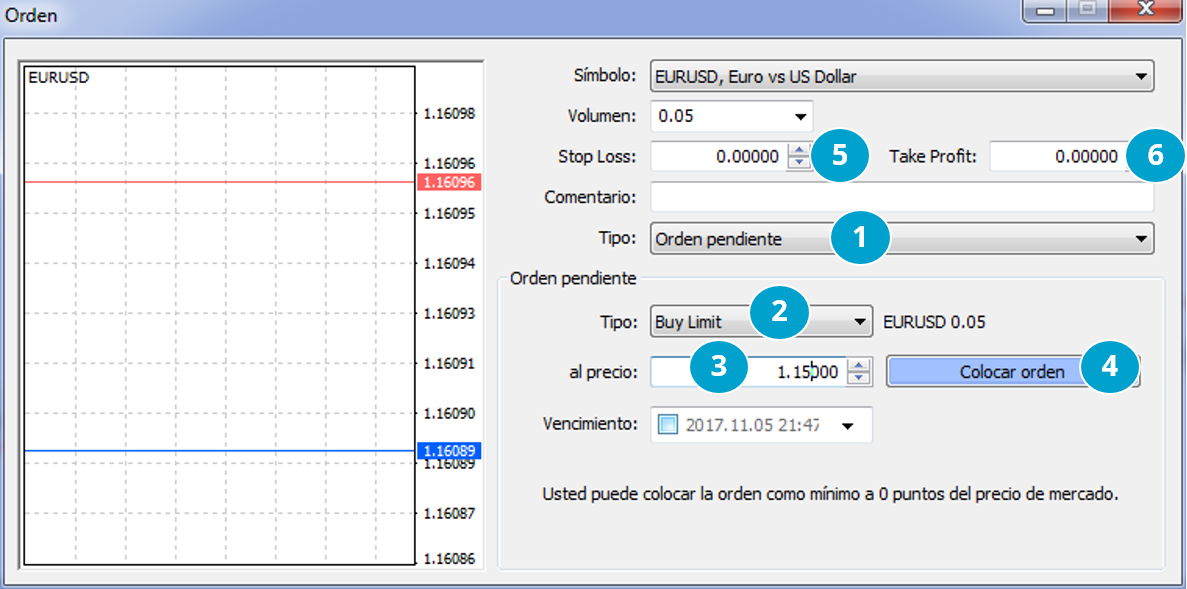 Orden
EURUSD
1.16098
1.16096
1.16096
1.16095
1.16094
1.16093
1.16091
1.16090
1.16089
1.16089
1.16087
1.16086
Símbolo: EURUSD, Euro vs US Dollar
Volumen: 0.05
Stop Loss: 0.00000 5 Take Profit: 0.00000 6
Comentario:
Tipo: Orden pendiente 1
Orden pendiente
Tipo: Buy Limit 2 EURUSD 0.05
al precio: 3 1.15000 Colocar orden 4
Vencimiento: 2017.11.05 21:47
Usted puede colocar la orden como mínimo a 0 puntos del precio de mercado.